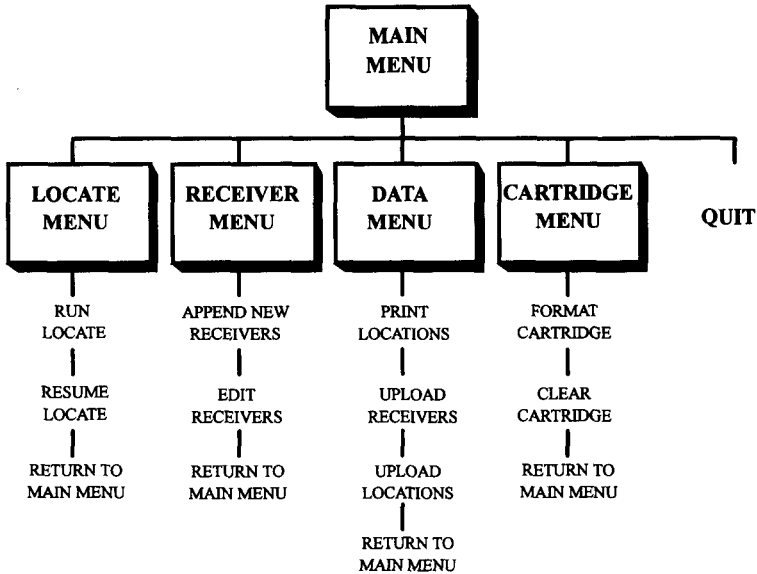 MAIN
MENU
LOCATE
MENU
RECEIVER
MENU
DATA
MENU
CARTRIDGE
MENU
QUIT
RUN
LOCATE
RESUME
LOCATE
RETURN TO
MAIN MENU
APPEND NEW
RECEIVERS
EDIT
RECEIVERS
RETURN TO
MAIN MENU
PRINT
LOCATIONS
UPLOAD
RECEIVERS
UPLOAD
LOCATIONS
RETURN TO
MAIN MENU
FORMAT
CARTRIDGE
CLEAR
CARTRIDGE
RETURN TO
MAIN MENU